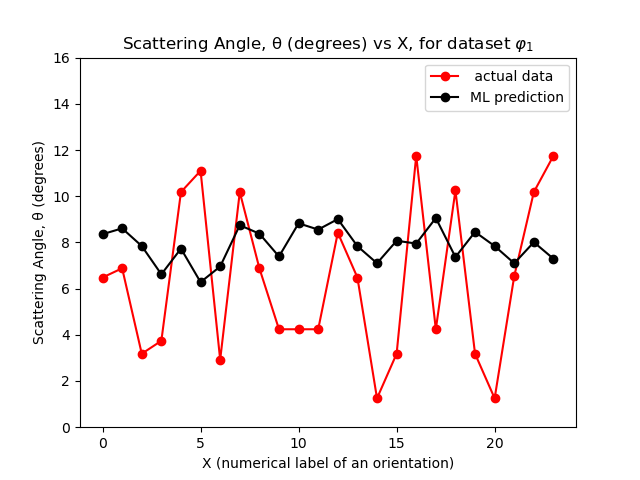 Scattering Angle, θ (degrees) vs X, for dataset φ₁
actual data
ML prediction
Scattering Angle, θ (degrees)
16
14
12
10
8
6
4
2
0
0 5 10 15 20
X (numerical label of an orientation)